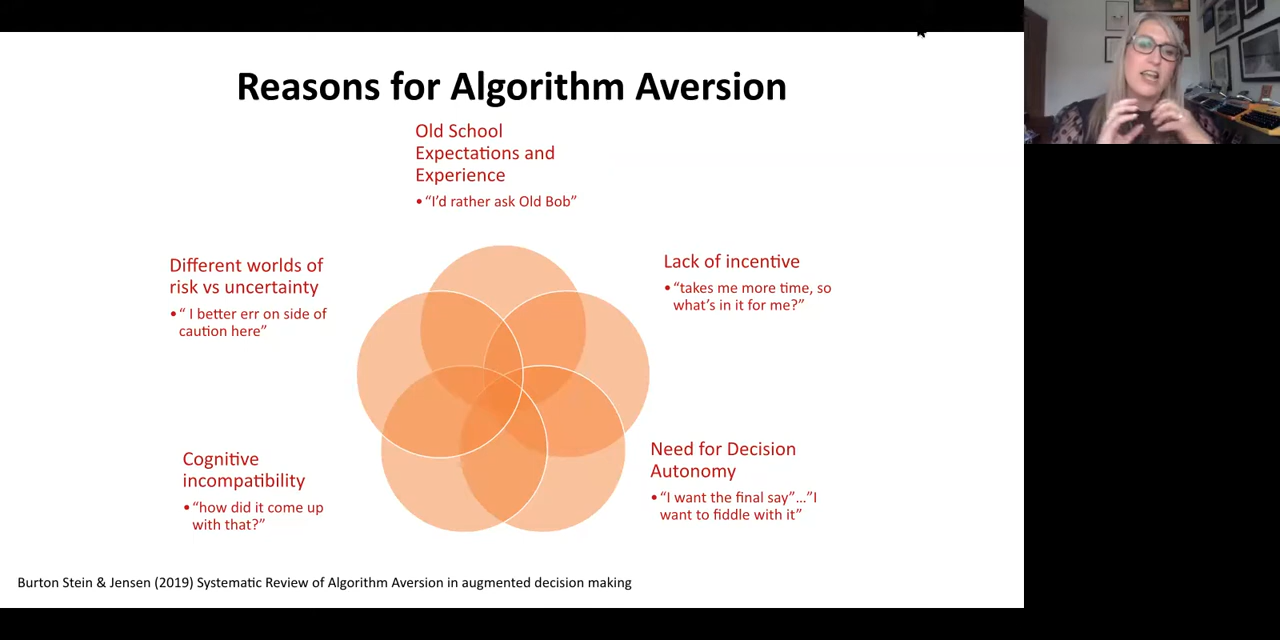 Reasons for Algorithm Aversion
Old School
Expectations and
Experience
•“I’d rather ask Old Bob”
Different worlds of
risk vs uncertainty
•“ I better err on side of
caution here”
Lack of incentive
•“takes me more time, so
what’s in it for me?”
Cognitive
incompatibility
•“how did it come up
with that?”
Need for Decision
Autonomy
•“I want the final say”…”I
want to fiddle with it”
Burton Stein & Jensen (2019) Systematic Review of Algorithm Aversion in augmented decision making